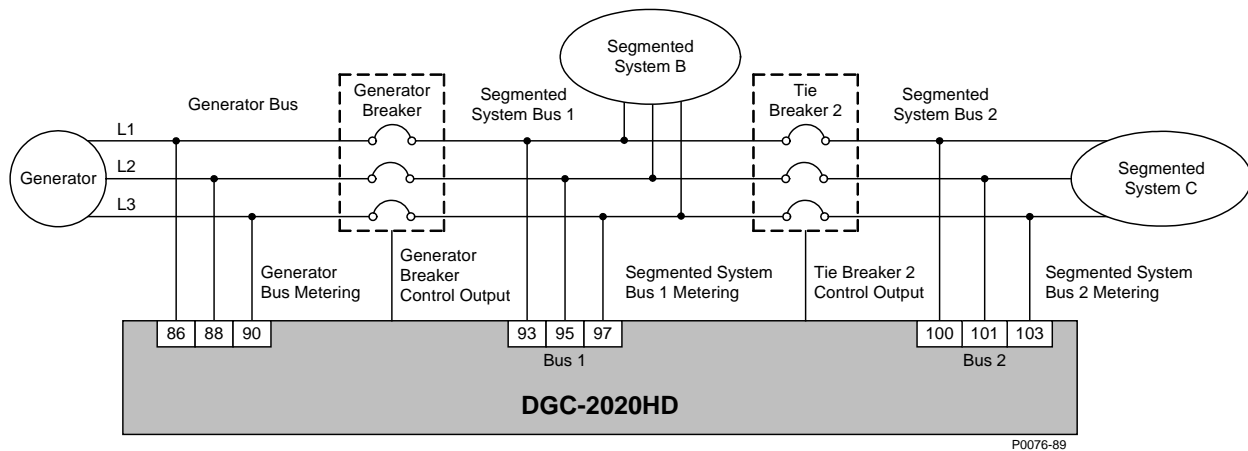 Segmented
System B
Generator Bus
Generator
Breaker
Segmented
System Bus 1
Tie
Breaker 2
Segmented
System Bus 2
L1
L2
L3
Generator
Segmented
System C
Generator
Bus Metering
Generator
Breaker
Control Output
Segmented System
Bus 1 Metering
Tie Breaker 2
Control Output
Segmented System
Bus 2 Metering
86 88 90
93 95 97
100 101 103
Bus 1
Bus 2
DGC-2020HD
P0076-89